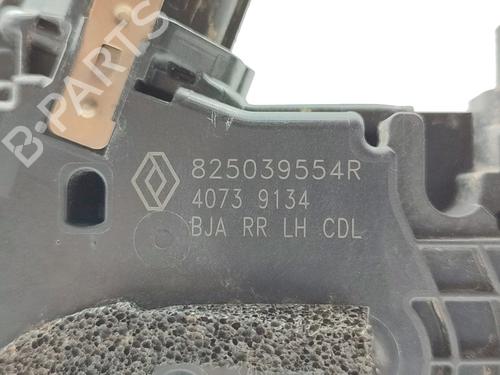 B-PARTS
825039554R
4073 9134
BJA RR LH CDL